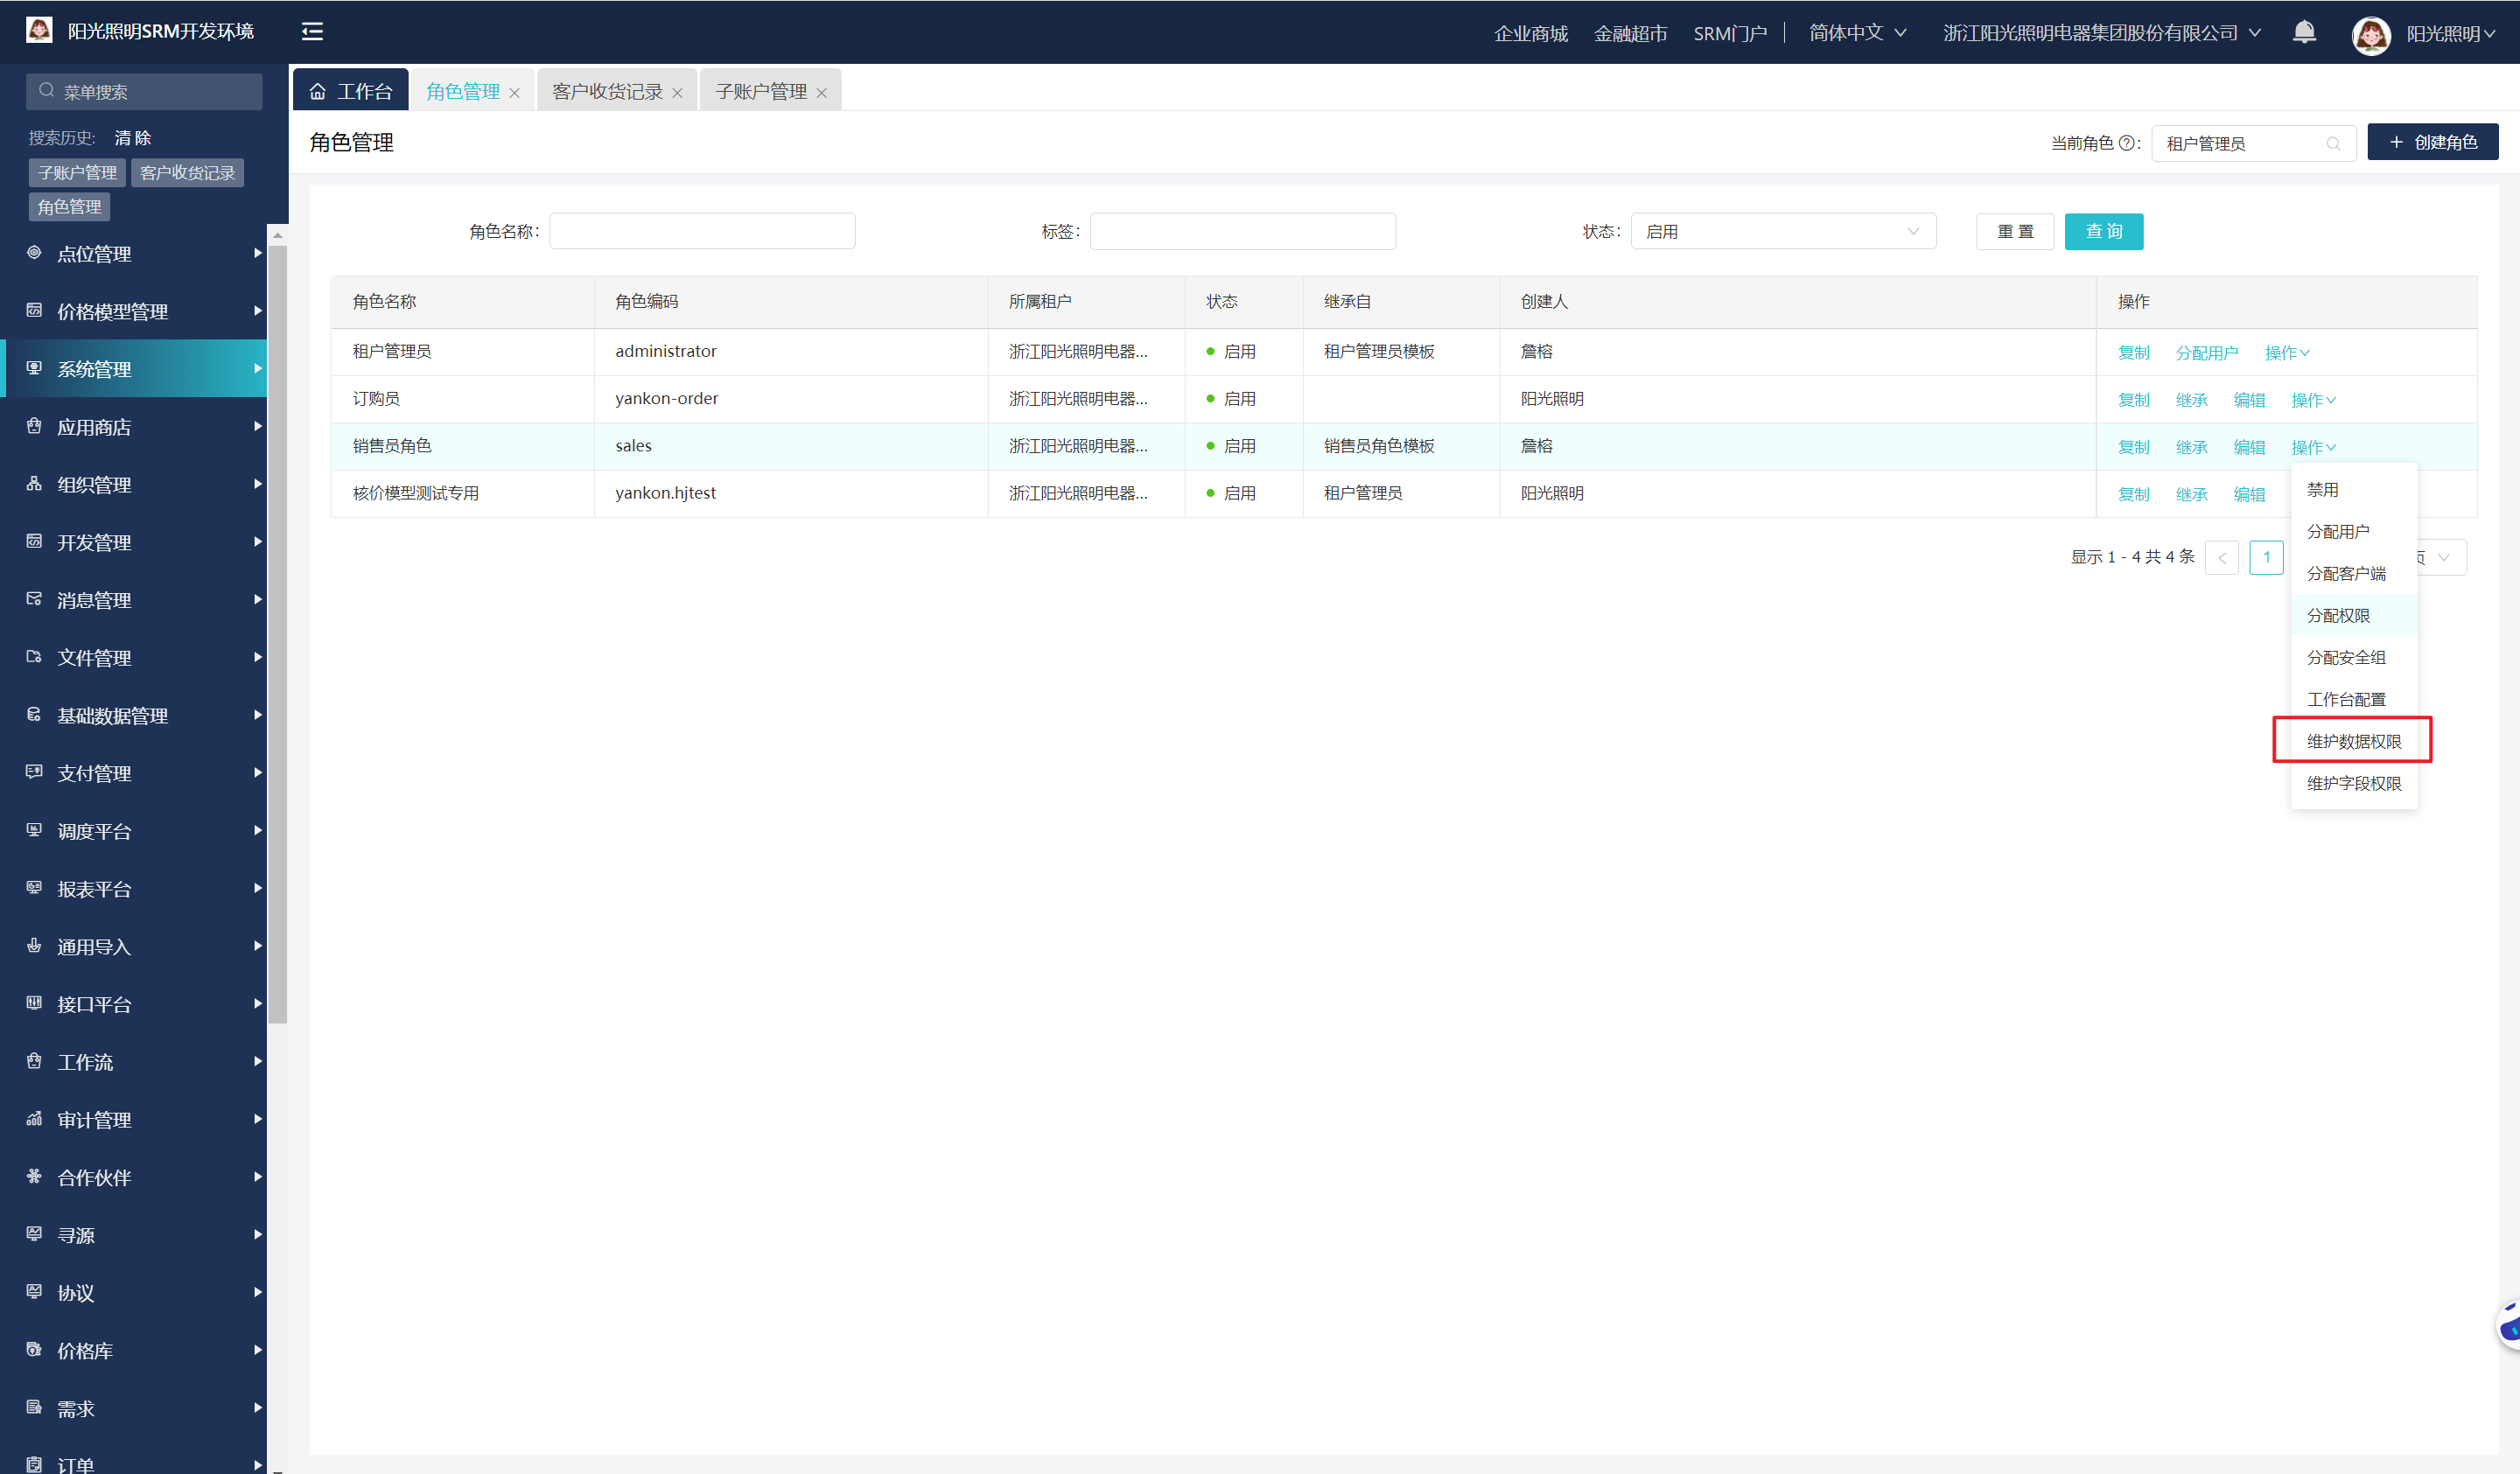 阳光照明SRM开发环境
企业商城 金融超市 SRM门户 简体中文 浙江阳光照明电器集团股份有限公司 阳光照明
菜单搜索
搜索历史: 清 除
子账户管理 客户收货记录
角色管理
点位管理
价格模型管理
系统管理
应用商店
组织管理
开发管理
消息管理
文件管理
基础数据管理
支付管理
调度平台
报表平台
通用导入
接口平台
工作流
审计管理
合作伙伴
寻源
协议
价格库
需求
订单
工作台 角色管理 客户收货记录 子账户管理
角色管理
当前角色 ?: 租户管理员 + 创建角色
角色名称: 标签: 状态: 启用 重 置 查 询
角色名称 角色编码 所属租户 状态 继承自 创建人 操作
租户管理员 administrator 浙江阳光照明电器... 启用 租户管理员模板 詹榕 复制 分配用户 操作
订购员 yankon-order 浙江阳光照明电器... 启用 阳光照明 复制 继承 编辑 操作
销售员角色 sales 浙江阳光照明电器... 启用 销售员角色模板 詹榕 复制 继承 编辑 操作
核价模型测试专用 yankon.hjtest 浙江阳光照明电器... 启用 租户管理员 阳光照明 复制 继承 编辑
显示 1 - 4 共 4 条 < 1 页
禁用
分配用户
分配客户端
分配权限
分配安全组
工作台配置
维护数据权限
维护字段权限